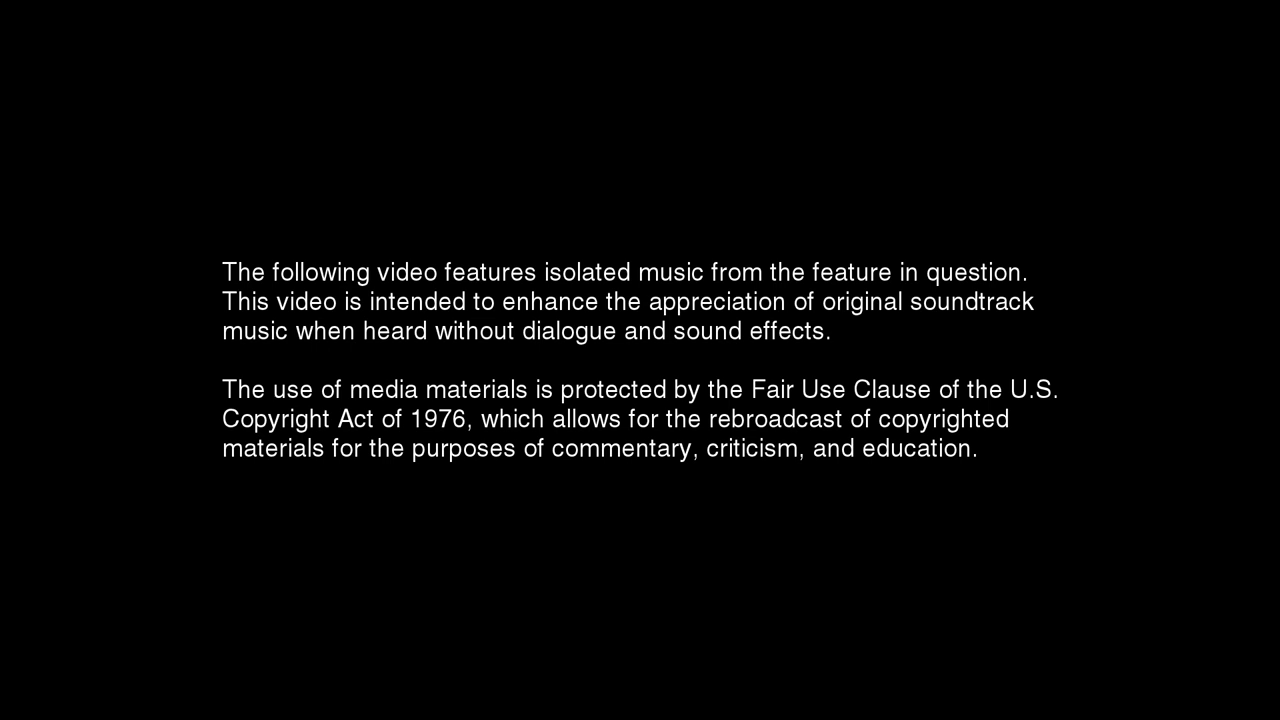 The following video features isolated music from the feature in question.
This video is intended to enhance the appreciation of original soundtrack
music when heard without dialogue and sound effects.
The use of media materials is protected by the Fair Use Clause of the U.S.
Copyright Act of 1976, which allows for the rebroadcast of copyrighted
materials for the purposes of commentary, criticism, and education.